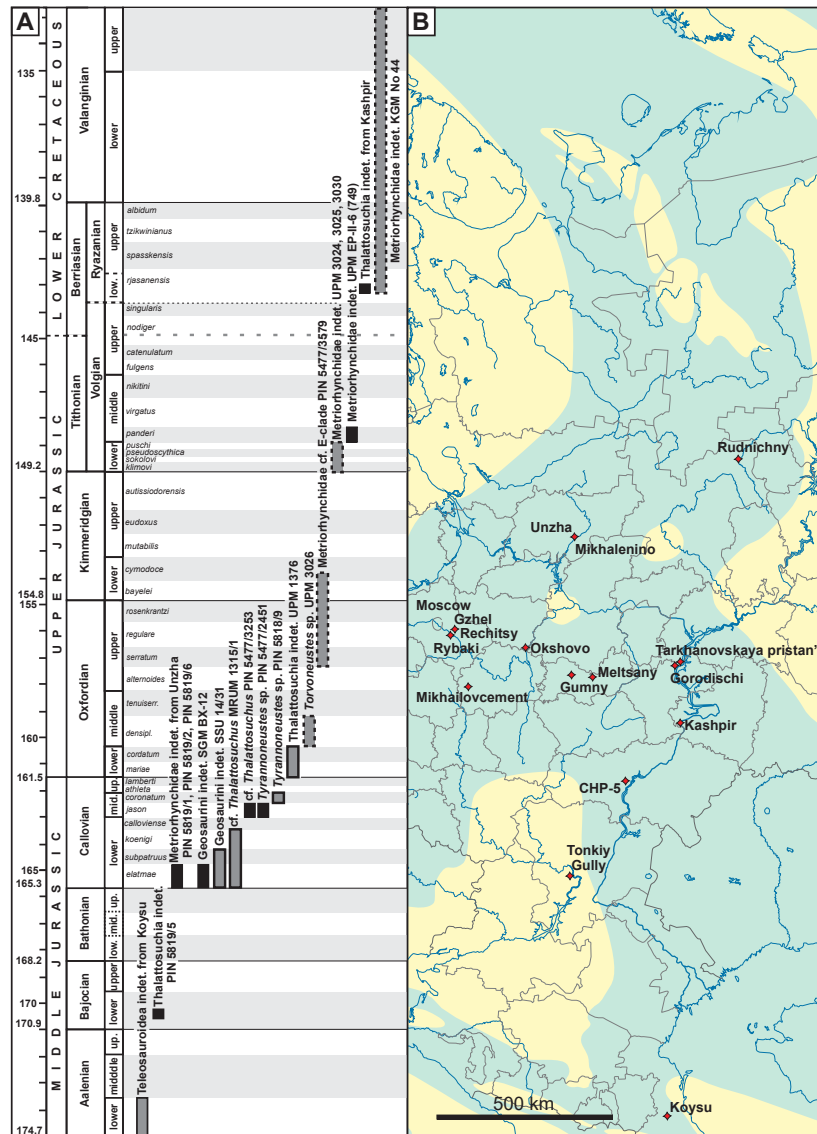 A
B
LOWER CRETACEOUS
UPPER JURASSIC
MIDDLE JURASSIC
135
139.8
145
149.2
154.8
155
160
161.5
165
165.3
168.2
170
170.9
174.7
Valanginian
upper
lower
Berriasian
Ryazanian
upper
low.
albidum
tzikwinianus
spasskensis
rjasanensis
Tithonian
Volgian
upper
middle
lower
singularis
nodiger
catenulatum
fulgens
nikitini
virgatus
panderi
puschi
pseudoscythica
sokolovi
klimovi
Kimmeridgian
upper
lower
autissiodorensis
eudoxus
mutabilis
cymodoce
bayelei
Oxfordian
upper
middle
lower
rosenkrantzi
regulare
serratum
alternoides
tenuiserr.
densipl.
cordatum
mariae
Callovian
up.
mid.
lower
lamberti
athleta
coronatum
jason
calloviense
koenigi
subpatruus
elatmae
Bathonian
up.
mid.
low.
Bajocian
upper
lower
Aalenian
up.
midddle
lower
Teleosauroidea indet. from Koysu
Thalattosuchia indet.
PIN 5819/5
Metriorhynchidae indet. from Unzha
PIN 5819/1, PIN 5819/2, PIN 5819/6
Geosaurini indet. SGM BX-12
Geosaurini indet. SSU 14/31
cf. Thalattosuchus MRUM 1315/1
cf. Thalattosuchus PIN 5477/3253
Tyrannoneustes sp. PIN 5477/2451
Tyrannoneustes sp. PIN 5818/9
Thalattosuchia indet. UPM 1376
Torvoneustes sp. UPM 3026
Metriorhynchidae cf. E-clade PIN 5477/3579
Metriorhynchidae indet. UPM 3024, 3025, 3030
Metriorhynchidae indet. UPM EP-II-6 (749)
Thalattosuchia indet. from Kashpir
Metriorhynchidae indet. KGM No 44
Rudnichny
Unzha
Mikhalenino
Moscow
Gzhel
Rechitsy
Rybaki
Okshovo
Tarkhanovskaya pristan'
Meltsany
Gorodischi
Gumny
Mikhailovcement
Kashpir
CHP-5
Tonkiy
Gully
Koysu
500 km